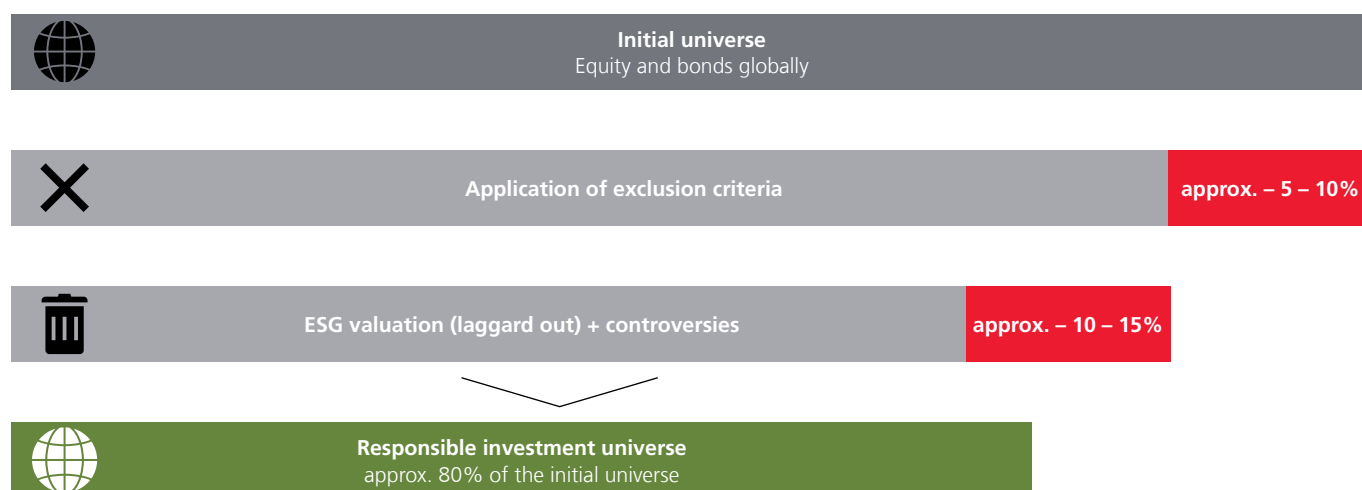 Initial universe
Equity and bonds globally
Application of exclusion criteria
approx. – 5 – 10%
ESG valuation (laggard out) + controversies
approx. – 10 – 15%
Responsible investment universe
approx. 80% of the initial universe